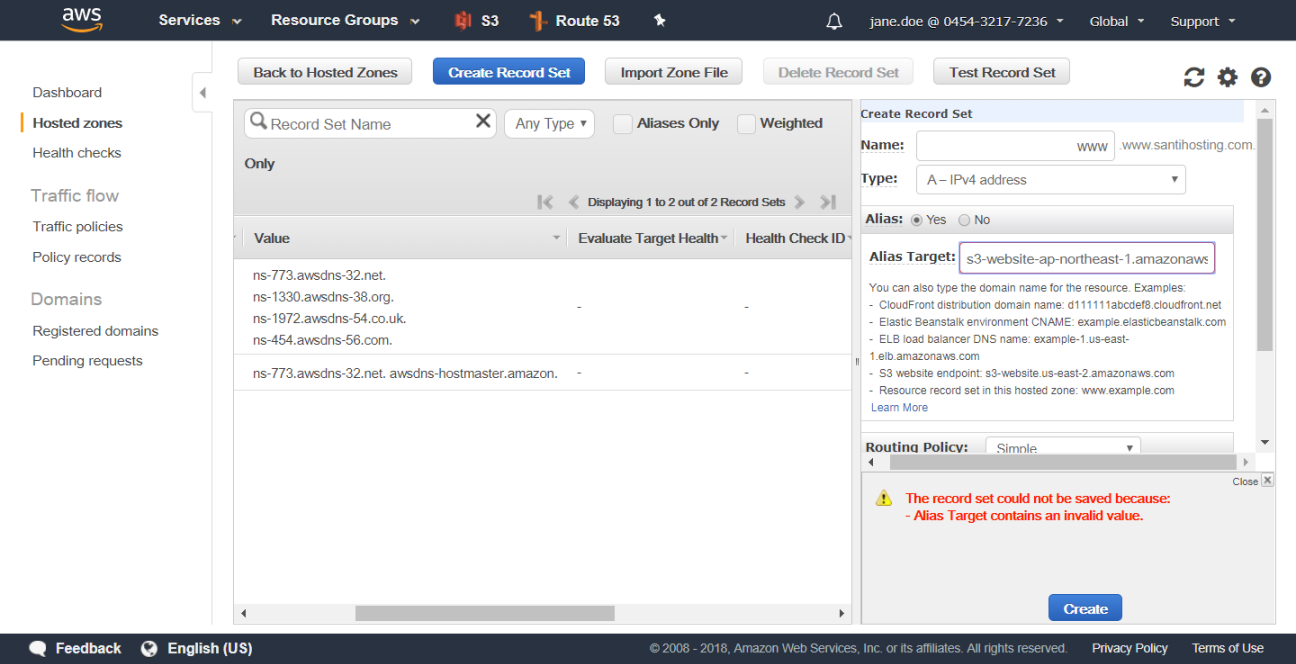 aws Services Resource Groups S3 Route 53 jane.doe @ 0454-3217-7236 Global Support
Dashboard
Hosted zones
Health checks
Traffic flow
Traffic policies
Policy records
Domains
Registered domains
Pending requests
Back to Hosted Zones Create Record Set Import Zone File Delete Record Set Test Record Set
Record Set Name Any Type Aliases Only Weighted
Only
Displaying 1 to 2 out of 2 Record Sets
Value Evaluate Target Health Health Check ID
ns-773.awsdns-32.net.
ns-1330.awsdns-38.org.
ns-1972.awsdns-54.co.uk.
ns-454.awsdns-56.com.
- -
ns-773.awsdns-32.net. awsdns-hostmaster.amazon. - -
Create Record Set
Name: www .www.santihosting.com.
Type: A – IPv4 address
Alias: Yes No
Alias Target: s3-website-ap-northeast-1.amazonaws
You can also type the domain name for the resource. Examples:
- CloudFront distribution domain name: d111111abcdef8.cloudfront.net
- Elastic Beanstalk environment CNAME: example.elasticbeanstalk.com
- ELB load balancer DNS name: example-1.us-east-
1.elb.amazonaws.com
- S3 website endpoint: s3-website.us-east-2.amazonaws.com
- Resource record set in this hosted zone: www.example.com
Learn More
Routing Policy: Simple
Close
The record set could not be saved because:
- Alias Target contains an invalid value.
Create
Feedback English (US) © 2008 - 2018, Amazon Web Services, Inc. or its affiliates. All rights reserved. Privacy Policy Terms of Use